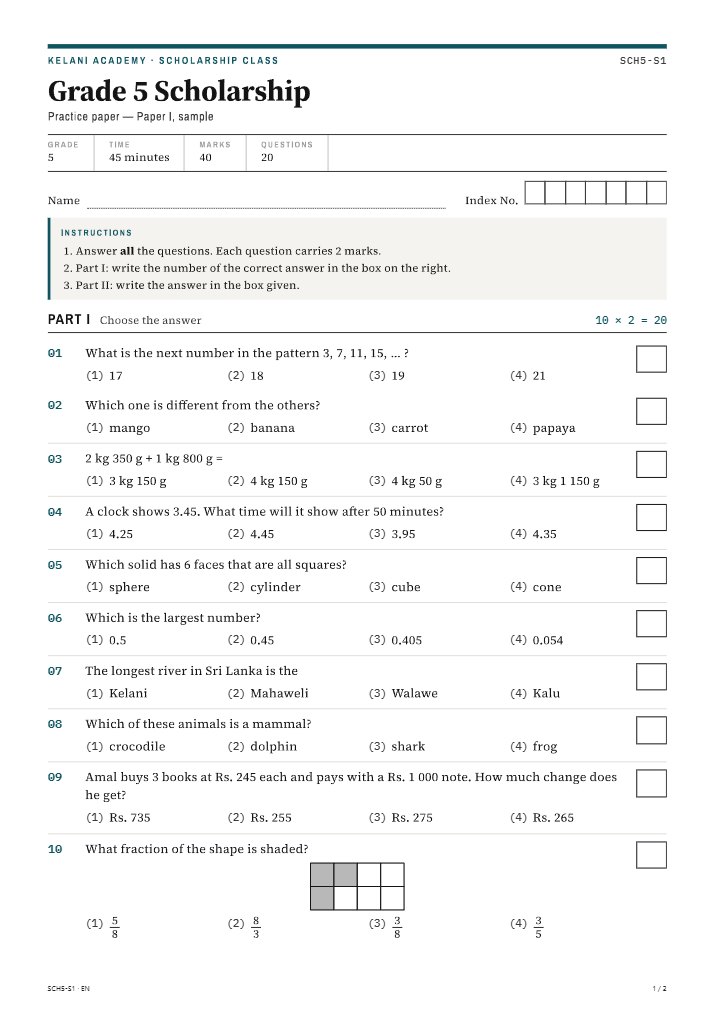 KELANI ACADEMY · SCHOLARSHIP CLASS
SCH5-S1
Grade 5 Scholarship
Practice paper — Paper I, sample
GRADE TIME MARKS QUESTIONS
5 45 minutes 40 20
Name Index No.
INSTRUCTIONS
1. Answer all the questions. Each question carries 2 marks.
2. Part I: write the number of the correct answer in the box on the right.
3. Part II: write the answer in the box given.
PART I Choose the answer 10 × 2 = 20
01 What is the next number in the pattern 3, 7, 11, 15, ... ?
(1) 17 (2) 18 (3) 19 (4) 21
02 Which one is different from the others?
(1) mango (2) banana (3) carrot (4) papaya
03 2 kg 350 g + 1 kg 800 g =
(1) 3 kg 150 g (2) 4 kg 150 g (3) 4 kg 50 g (4) 3 kg 1 150 g
04 A clock shows 3.45. What time will it show after 50 minutes?
(1) 4.25 (2) 4.45 (3) 3.95 (4) 4.35
05 Which solid has 6 faces that are all squares?
(1) sphere (2) cylinder (3) cube (4) cone
06 Which is the largest number?
(1) 0.5 (2) 0.45 (3) 0.405 (4) 0.054
07 The longest river in Sri Lanka is the
(1) Kelani (2) Mahaweli (3) Walawe (4) Kalu
08 Which of these animals is a mammal?
(1) crocodile (2) dolphin (3) shark (4) frog
09 Amal buys 3 books at Rs. 245 each and pays with a Rs. 1 000 note. How much change does
he get?
(1) Rs. 735 (2) Rs. 255 (3) Rs. 275 (4) Rs. 265
10 What fraction of the shape is shaded?
(1) 5/8 (2) 8/3 (3) 3/8 (4) 3/5
SCH5-S1 · EN 1 / 2